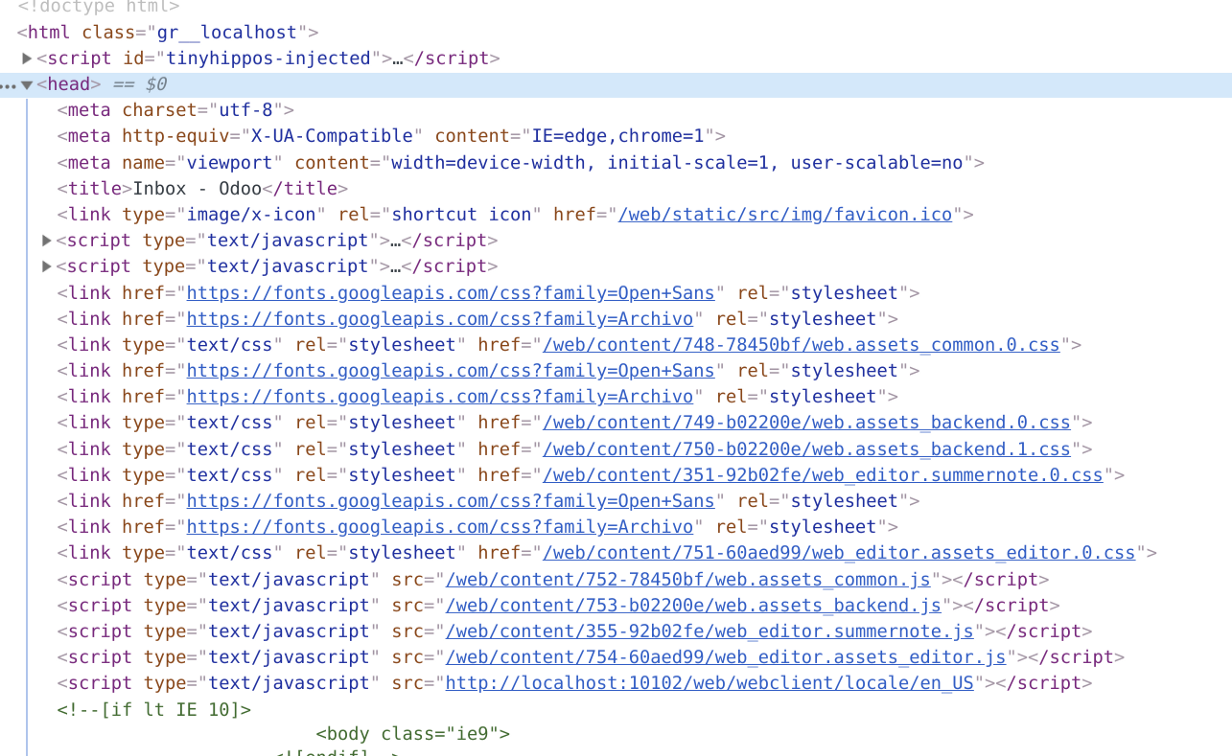 <!doctype html>
<html class="gr__localhost">
▶<script id="tinyhippos-injected">…</script>
…▼<head> == $0
<meta charset="utf-8">
<meta http-equiv="X-UA-Compatible" content="IE=edge,chrome=1">
<meta name="viewport" content="width=device-width, initial-scale=1, user-scalable=no">
<title>Inbox - Odoo</title>
<link type="image/x-icon" rel="shortcut icon" href="/web/static/src/img/favicon.ico">
▶<script type="text/javascript">…</script>
▶<script type="text/javascript">…</script>
<link href="https://fonts.googleapis.com/css?family=Open+Sans" rel="stylesheet">
<link href="https://fonts.googleapis.com/css?family=Archivo" rel="stylesheet">
<link type="text/css" rel="stylesheet" href="/web/content/748-78450bf/web.assets_common.0.css">
<link href="https://fonts.googleapis.com/css?family=Open+Sans" rel="stylesheet">
<link href="https://fonts.googleapis.com/css?family=Archivo" rel="stylesheet">
<link type="text/css" rel="stylesheet" href="/web/content/749-b02200e/web.assets_backend.0.css">
<link type="text/css" rel="stylesheet" href="/web/content/750-b02200e/web.assets_backend.1.css">
<link type="text/css" rel="stylesheet" href="/web/content/351-92b02fe/web_editor.summernote.0.css">
<link href="https://fonts.googleapis.com/css?family=Open+Sans" rel="stylesheet">
<link href="https://fonts.googleapis.com/css?family=Archivo" rel="stylesheet">
<link type="text/css" rel="stylesheet" href="/web/content/751-60aed99/web_editor.assets_editor.0.css">
<script type="text/javascript" src="/web/content/752-78450bf/web.assets_common.js"></script>
<script type="text/javascript" src="/web/content/753-b02200e/web.assets_backend.js"></script>
<script type="text/javascript" src="/web/content/355-92b02fe/web_editor.summernote.js"></script>
<script type="text/javascript" src="/web/content/754-60aed99/web_editor.assets_editor.js"></script>
<script type="text/javascript" src="http://localhost:10102/web/webclient/locale/en_US"></script>
<!--[if lt IE 10]>
<body class="ie9">